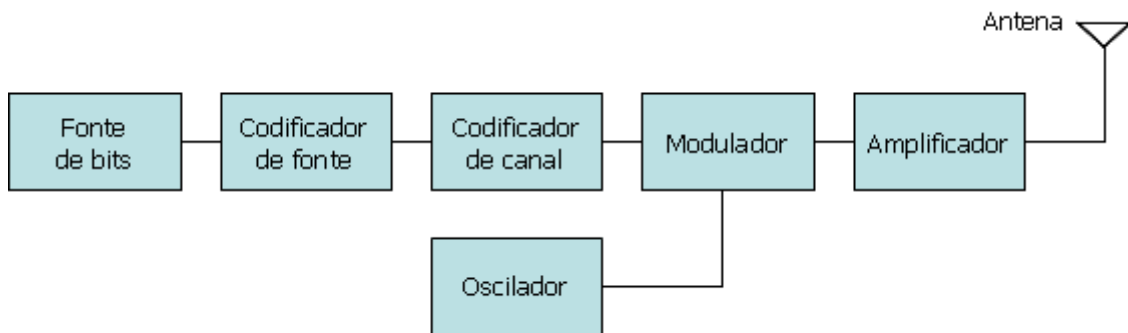 Antena
Fonte
de bits
Codificador
de fonte
Codificador
de canal
Modulador
Amplificador
Oscilador